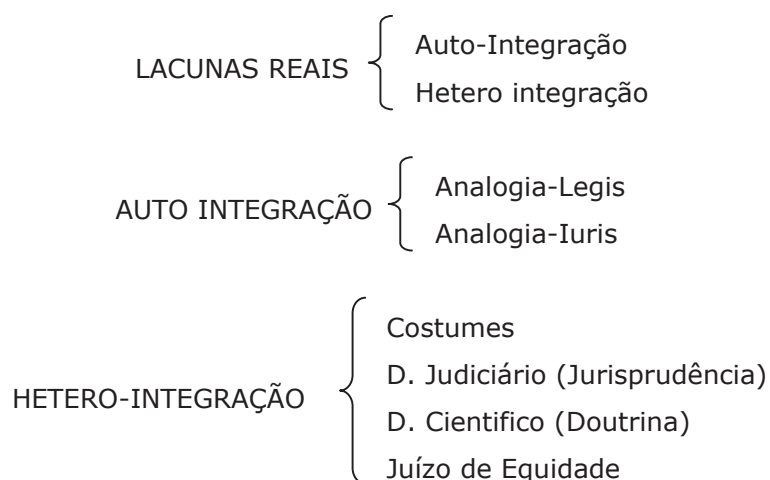 LACUNAS REAIS
Auto-Integração
Hetero integração
AUTO INTEGRAÇÃO
Analogia-Legis
Analogia-Iuris
HETERO-INTEGRAÇÃO
Costumes
D. Judiciário (Jurisprudência)
D. Cientifico (Doutrina)
Juízo de Equidade